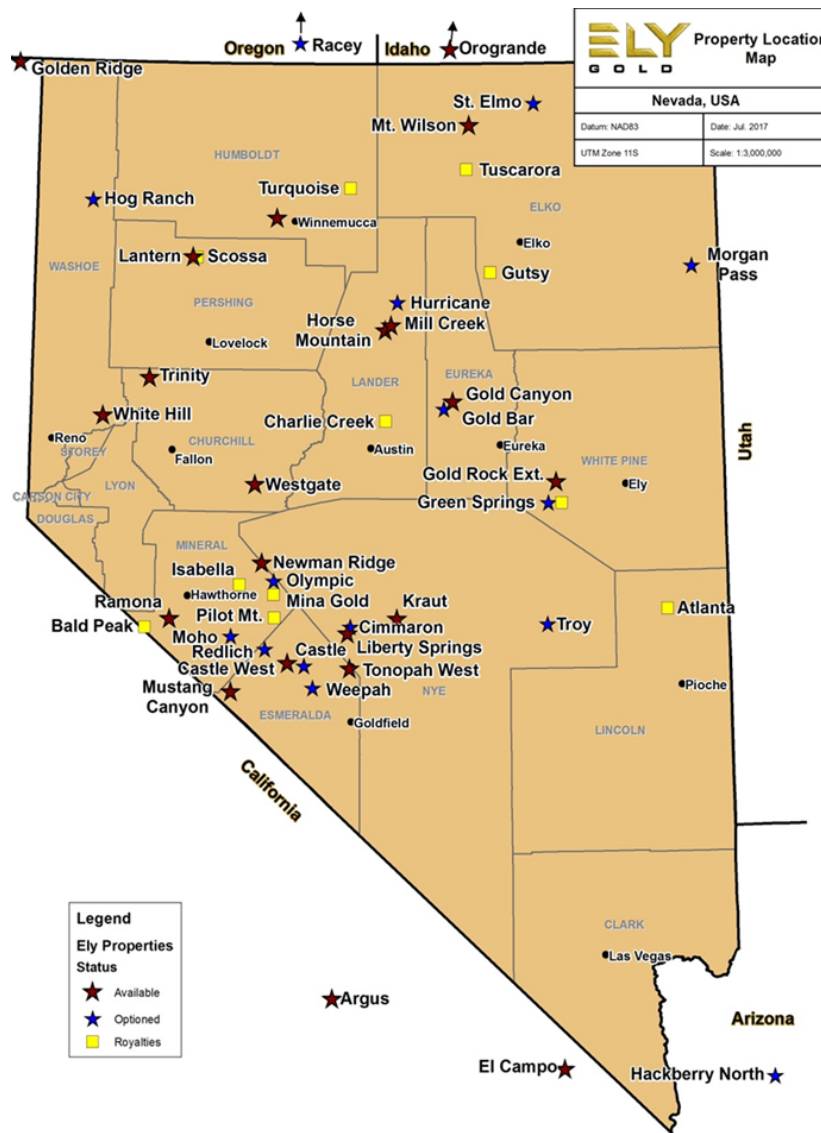 Oregon
Racey
Idaho
Orogrande
ELY
GOLD
Property Location
Map
Nevada, USA
Datum: NAD83
Date: Jul. 2017
UTM Zone 11S
Scale: 1:3,000,000
Golden Ridge
St. Elmo
Mt. Wilson
HUMBOLDT
Tuscarora
Turquoise
Hog Ranch
ELKO
Winnemucca
Elko
Lantern
Scossa
WASHOE
Morgan
Pass
Gutsy
PERSHING
Hurricane
Horse
Mountain
Mill Creek
Lovelock
Trinity
LANDER
EUREKA
Gold Canyon
Gold Bar
White Hill
Charlie Creek
Utah
Reno
STOREY
CHURCHILL
Fallon
Austin
Eureka
WHITE PINE
Gold Rock Ext.
Ely
LYON
Westgate
CARSON CITY
Green Springs
DOUGLAS
MINERAL
Newman Ridge
Isabella
Olympic
Hawthorne
Mina Gold
Ramona
Kraut
Atlanta
Bald Peak
Pilot Mt.
Cimmaron
Troy
Moho
Liberty Springs
Redlich
Castle
Castle West
Tonopah West
Mustang
Canyon
Weepah
NYE
Pioche
ESMERALDA
Goldfield
LINCOLN
California
Legend
Ely Properties
Status
Available
Optioned
Royalties
CLARK
Las Vegas
Argus
Arizona
El Campo
Hackberry North